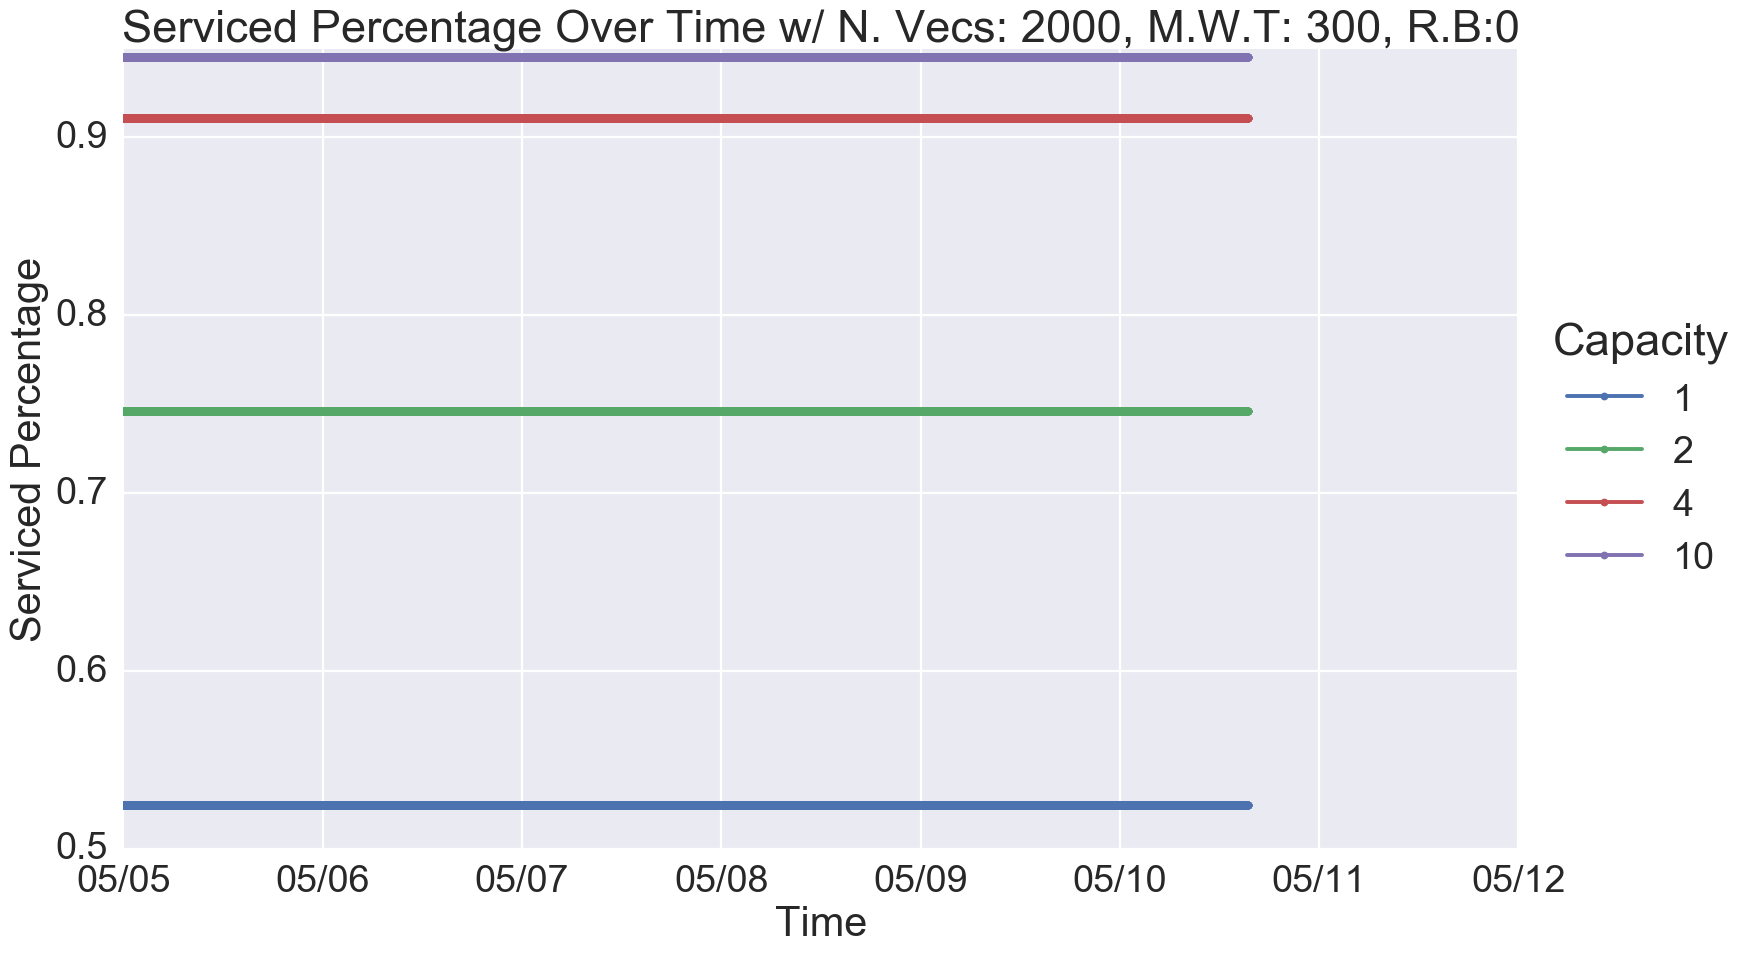 Serviced Percentage Over Time w/ N. Vecs: 2000, M.W.T: 300, R.B:0
Serviced Percentage
0.9
0.8
0.7
0.6
0.5
05/05 05/06 05/07 05/08 05/09 05/10 05/11 05/12
Time
Capacity
1
2
4
10